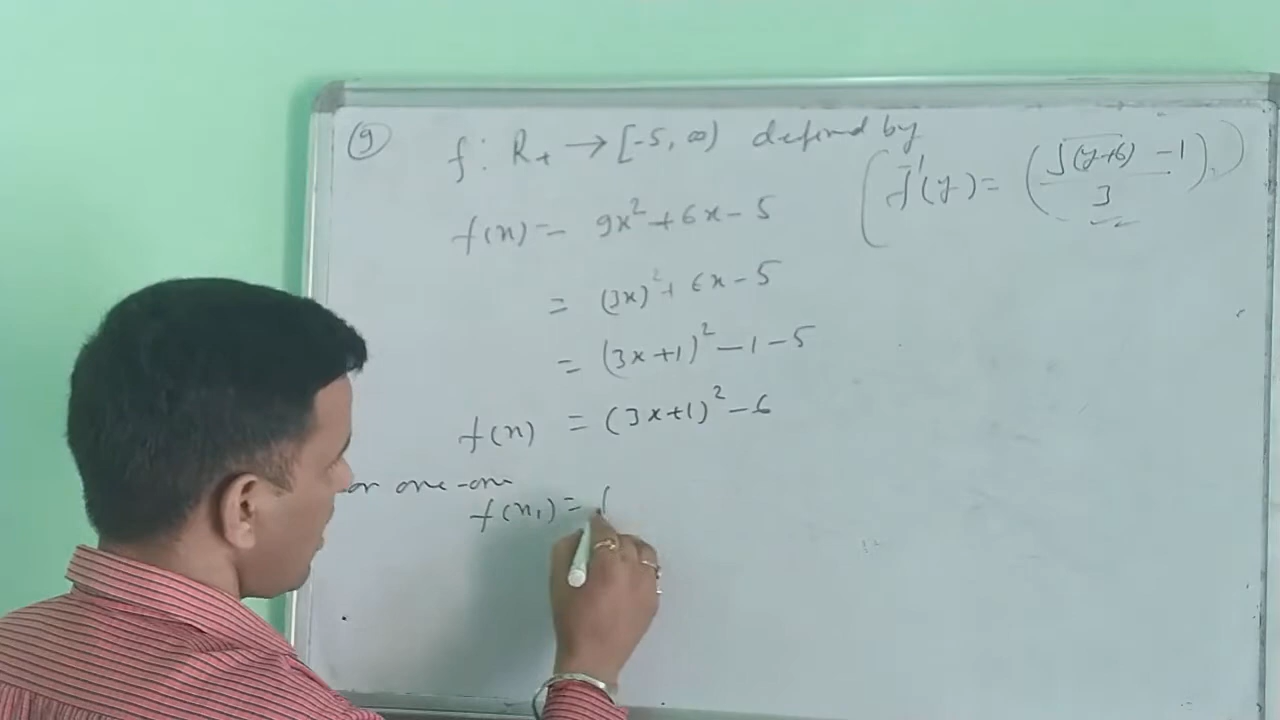 (9) f: R₊ → [-5, ∞) defined by
(f⁻¹(y) = (√(y+6) - 1)/3).)
f(x) = 9x² + 6x - 5
= (3x)² + 6x - 5
= (3x+1)² - 1 - 5
f(x) = (3x+1)² - 6
or one-one
f(x₁) = (